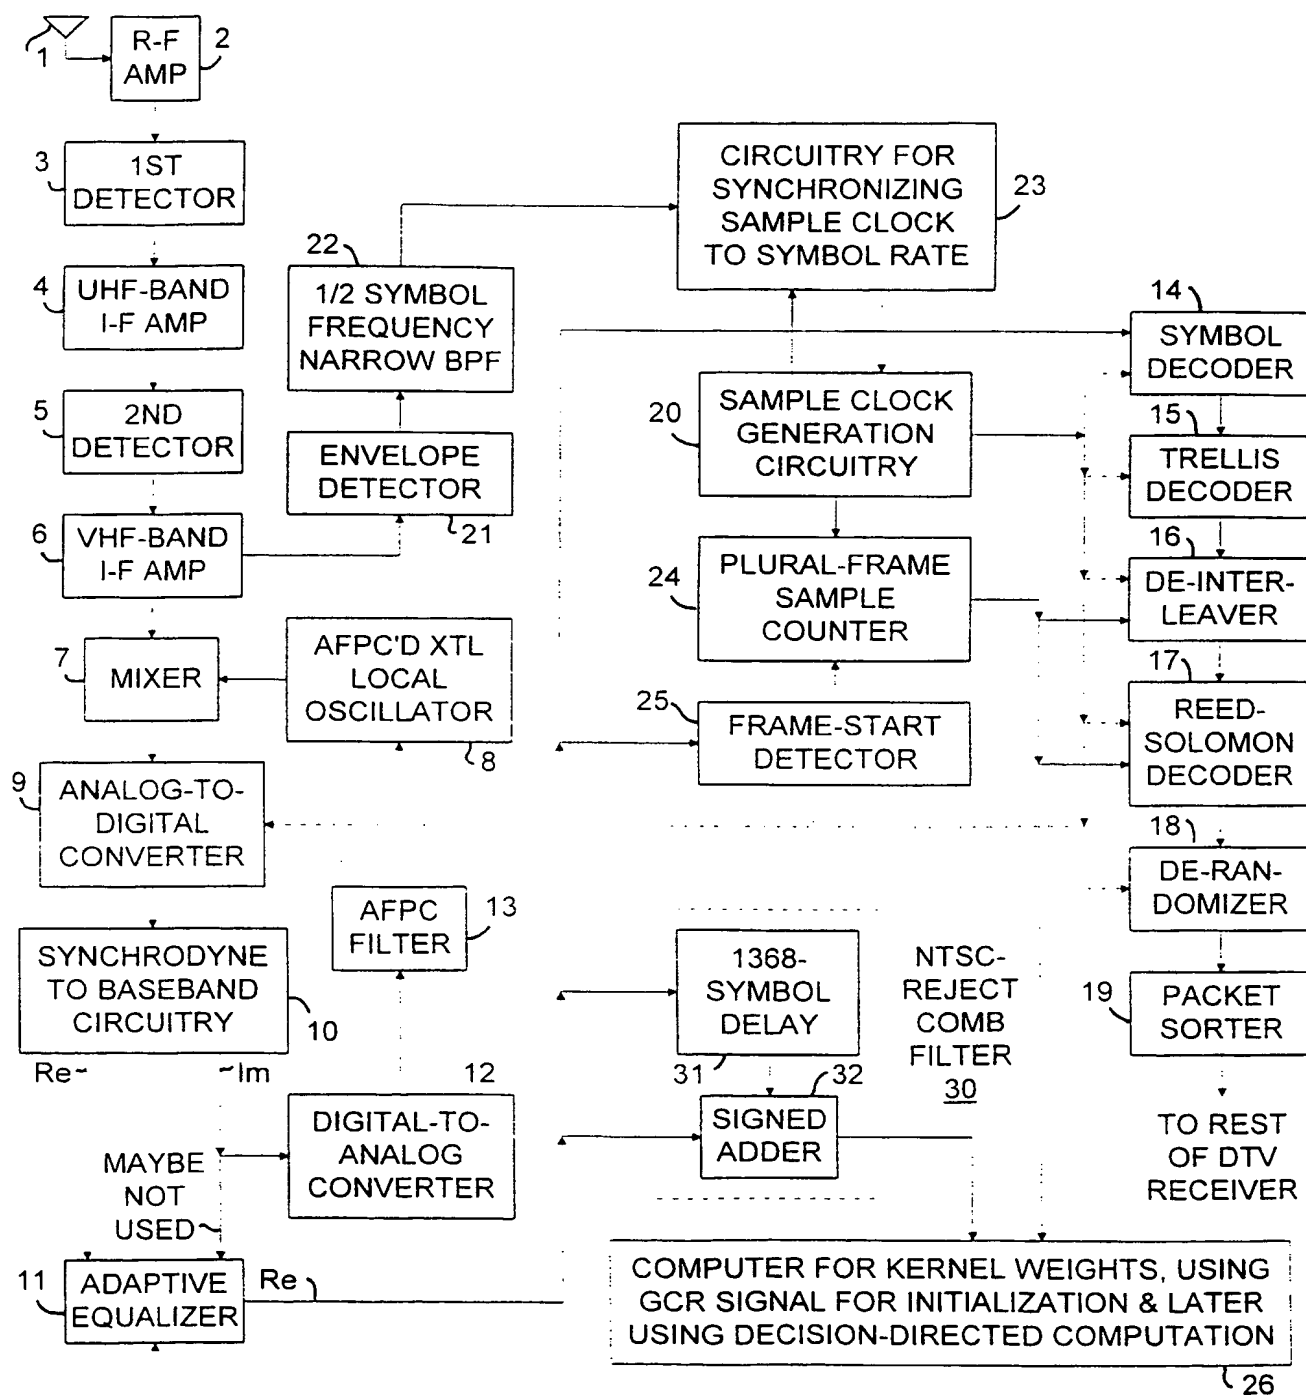 1
R-F
AMP
2
3
1ST
DETECTOR
4
UHF-BAND
I-F AMP
5
2ND
DETECTOR
6
VHF-BAND
I-F AMP
7
MIXER
AFPC'D XTL
LOCAL
OSCILLATOR
8
9
ANALOG-TO-
DIGITAL
CONVERTER
SYNCHRODYNE
TO BASEBAND
CIRCUITRY
10
Re~
~Im
MAYBE
NOT
USED~
11
ADAPTIVE
EQUALIZER
Re
12
DIGITAL-TO-
ANALOG
CONVERTER
AFPC
FILTER
13
22
1/2 SYMBOL
FREQUENCY
NARROW BPF
ENVELOPE
DETECTOR
21
CIRCUITRY FOR
SYNCHRONIZING
SAMPLE CLOCK
TO SYMBOL RATE
23
20
SAMPLE CLOCK
GENERATION
CIRCUITRY
24
PLURAL-FRAME
SAMPLE
COUNTER
25
FRAME-START
DETECTOR
1368-
SYMBOL
DELAY
31
32
SIGNED
ADDER
NTSC-
REJECT
COMB
FILTER
30
14
SYMBOL
DECODER
15
TRELLIS
DECODER
16
DE-INTER-
LEAVER
17
REED-
SOLOMON
DECODER
18
DE-RAN-
DOMIZER
19
PACKET
SORTER
TO REST
OF DTV
RECEIVER
COMPUTER FOR KERNEL WEIGHTS, USING
GCR SIGNAL FOR INITIALIZATION & LATER
USING DECISION-DIRECTED COMPUTATION
26